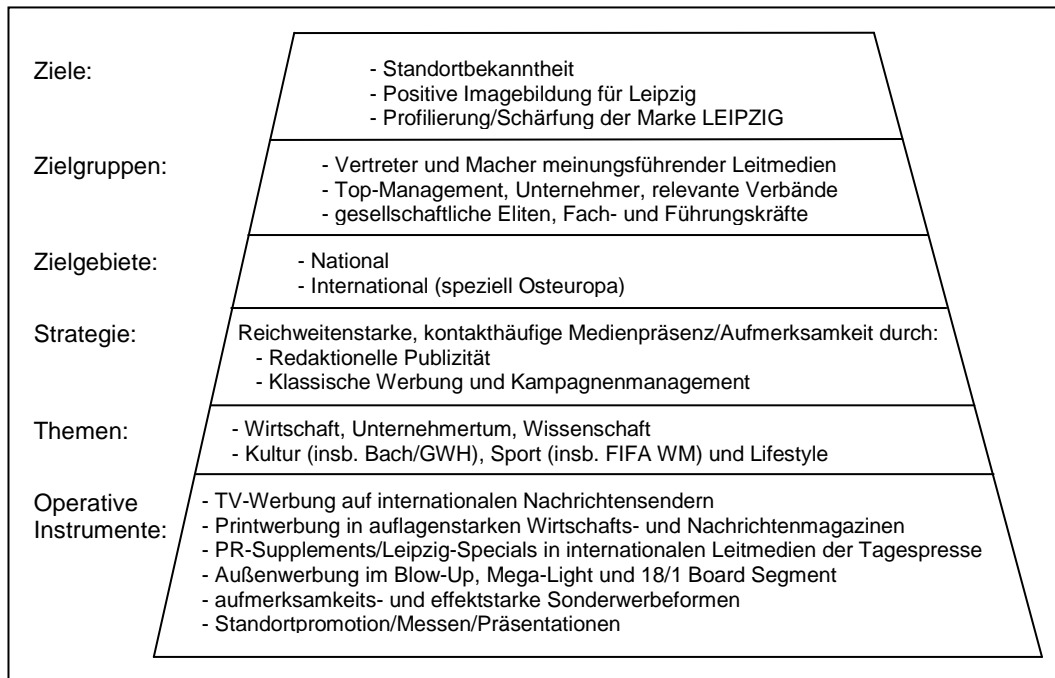 Ziele:
- Standortbekanntheit
- Positive Imagebildung für Leipzig
- Profilierung/Schärfung der Marke LEIPZIG
Zielgruppen:
- Vertreter und Macher meinungsführender Leitmedien
- Top-Management, Unternehmer, relevante Verbände
- gesellschaftliche Eliten, Fach- und Führungskräfte
Zielgebiete:
- National
- International (speziell Osteuropa)
Strategie:
Reichweitenstarke, kontakthäufige Medienpräsenz/Aufmerksamkeit durch:
- Redaktionelle Publizität
- Klassische Werbung und Kampagnenmanagement
Themen:
- Wirtschaft, Unternehmertum, Wissenschaft
- Kultur (insb. Bach/GWH), Sport (insb. FIFA WM) und Lifestyle
Operative
Instrumente:
- TV-Werbung auf internationalen Nachrichtensendern
- Printwerbung in auflagenstarken Wirtschafts- und Nachrichtenmagazinen
- PR-Supplements/Leipzig-Specials in internationalen Leitmedien der Tagespresse
- Außenwerbung im Blow-Up, Mega-Light und 18/1 Board Segment
- aufmerksamkeits- und effektstarke Sonderwerbeformen
- Standortpromotion/Messen/Präsentationen